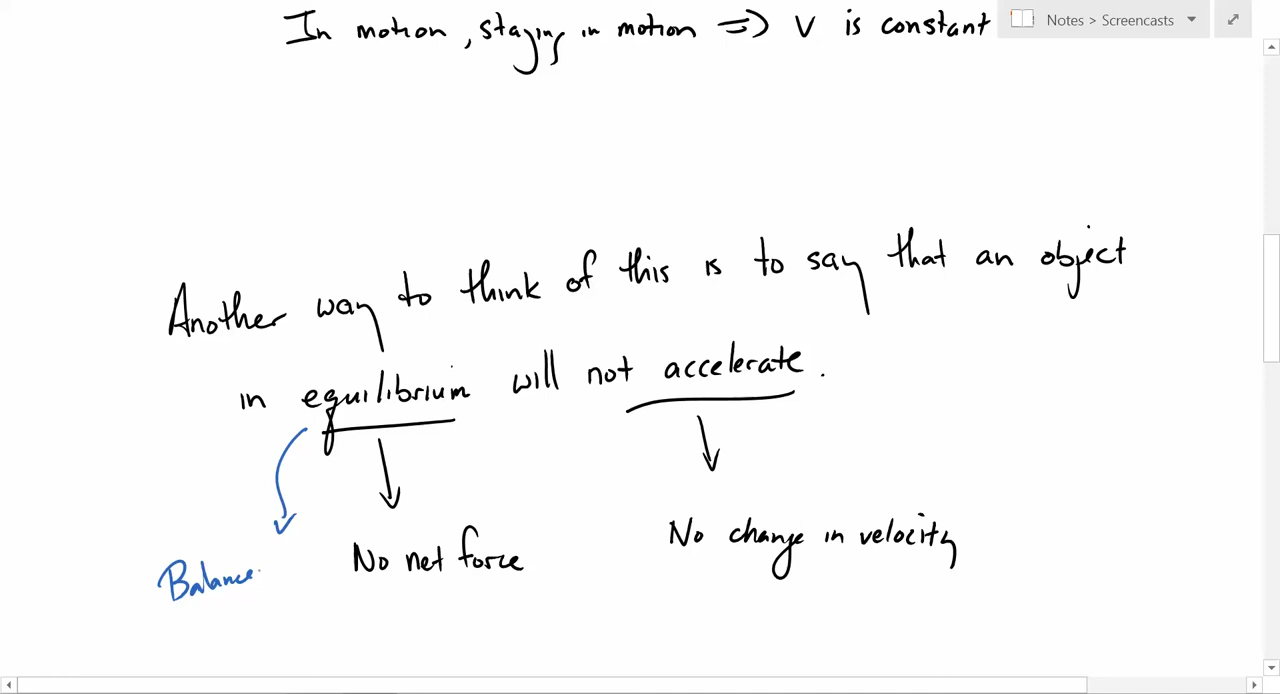 In motion, staying in motion => v is constant
Notes > Screencasts
Another way to think of this is to say that an object
in equilibrium will not accelerate.
Balance
No net force
No change in velocity